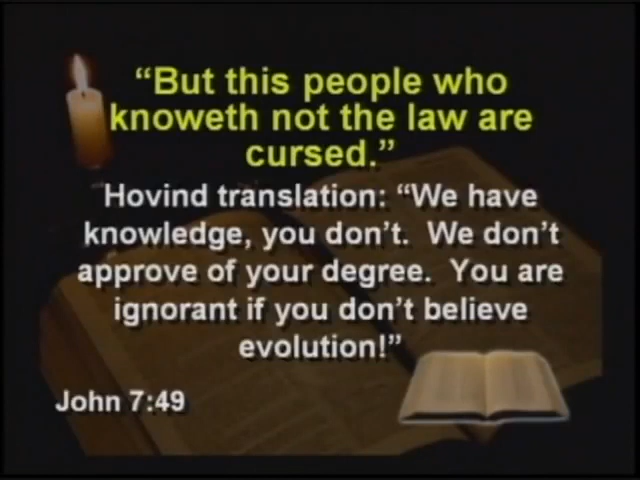 “But this people who
knoweth not the law are
cursed.”
Hovind translation: “We have
knowledge, you don’t.  We don’t
approve of your degree.  You are
ignorant if you don’t believe
evolution!”
John 7:49